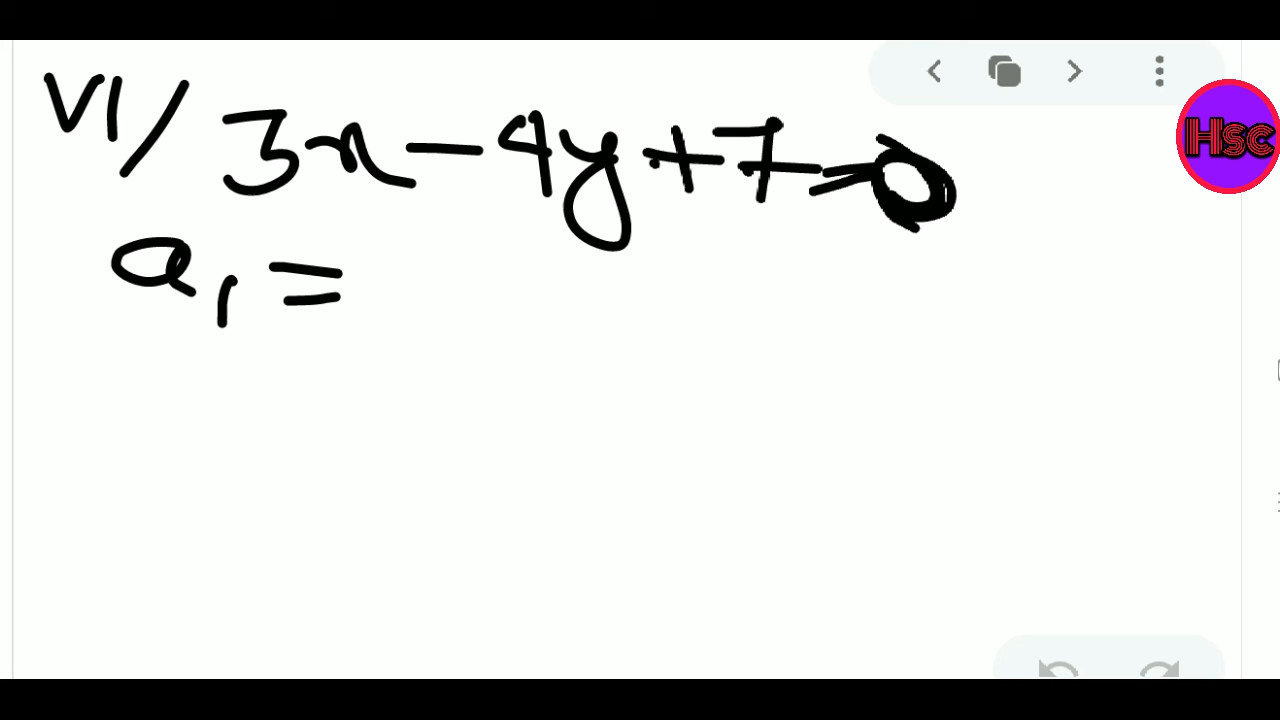 VI/ 3x-4y+7=0
Hsc
a₁ =